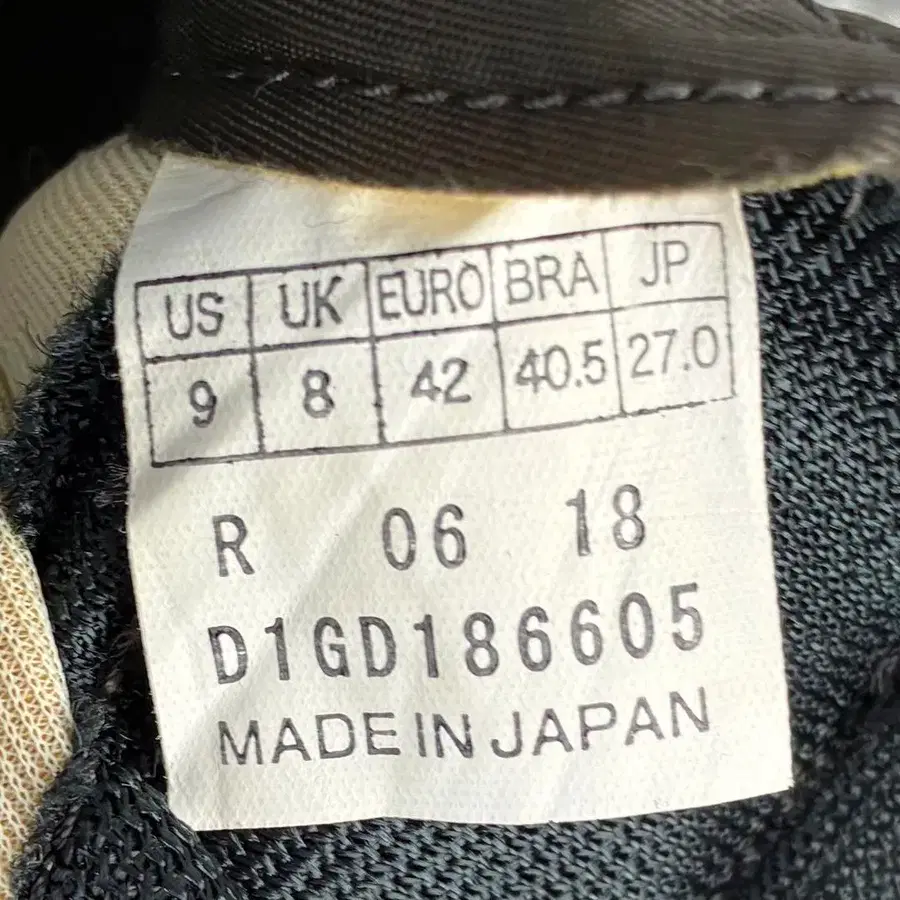 US UK EURO BRA JP
9 8 42 40.5 27.0
R 06 18
D1GD186605
MADE IN JAPAN